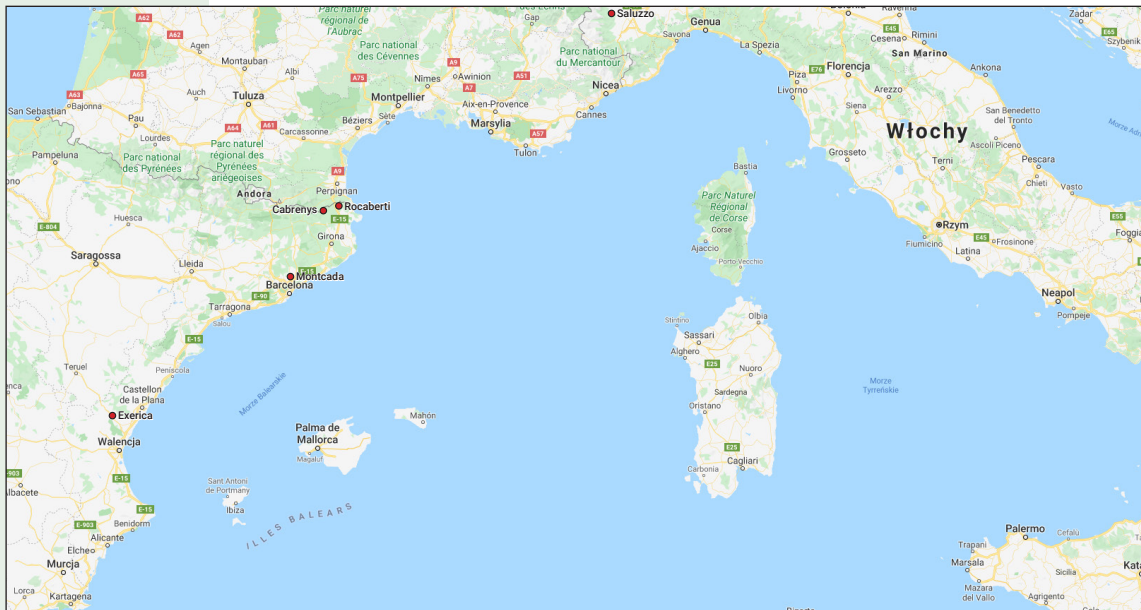 Parc naturel
régional de
l'Aubrac
A62
A62
Agen
Montauban
Albi
A65
Auch
Tuluza
A63
Bajonna
San Sebastian
Pau
Lourdes
A64
A61
Carcassonne
Parc national
des Cévennes
A75
A9
Gap
Nîmes
Awinion
A7
A51
Montpellier
Sète
Béziers
Aix-en-Provence
Marsylia
A57
Tulon
Saluzzo
Parc national
du Mercantour
Nicea
Cannes
Savona
Genua
La Spezia
E76
Piza
Livorno
Florencja
Siena
Arezzo
Ravenna
E45
Cesena
Rimini
San Marino
Ankona
Zadar
E65
Szybenik
San Benedetto
del Tronto
Ascoli Piceno
Włochy
Grosseto
Terni
Pescara
Chieti
Vasto
Rzym
Fiumicino
E45
Frosinone
Latina
E55
Foggia
Neapol
Pompeje
Pampeluna
Parc national
des Pyrénées
Parc naturel
régional des
Pyrénées
ariégeoises
Andora
A9
Perpignan
Rocaberti
Cabrenys
E-15
Girona
Huesca
E-804
Saragossa
Lleida
E-15
Montcada
Barcelona
E-90
Tarragona
Salou
E-15
Peniscola
Teruel
Castellon
de la Plana
Exerica
Walencja
Morze Balearskie
Bastia
Parc Naturel
Régional
de Corse
Corse
Ajaccio
Porto Vecchio
Stintino
Olbia
Sassari
Alghero
E25
Nuoro
Sardegna
Oristano
E25
Cagliari
Carbonia
Morze
Tyrreńskie
Mahón
Palma de
Mallorca
Magaluf
Sant Antoni
de Portmany
Ibiza
ILLES BALEARS
-903
Albacete
E-15
E-15
E-903
Benidorm
Alicante
Elche
Murcja
Lorca
Kartagena
Palermo
Cefalu
Trapani
Marsala
Mazara
del Vallo
Sicilia
Agrigento